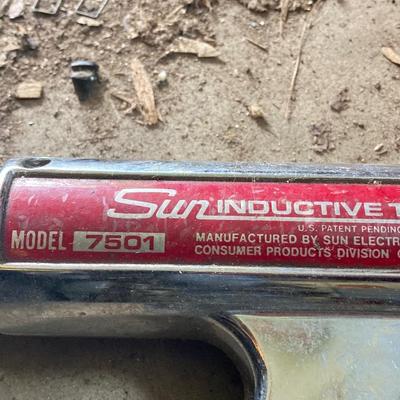 Sun INDUCTIVE T
U.S. PATENT PENDING
MODEL 7501 MANUFACTURED BY SUN ELECTR
CONSUMER PRODUCTS DIVISION